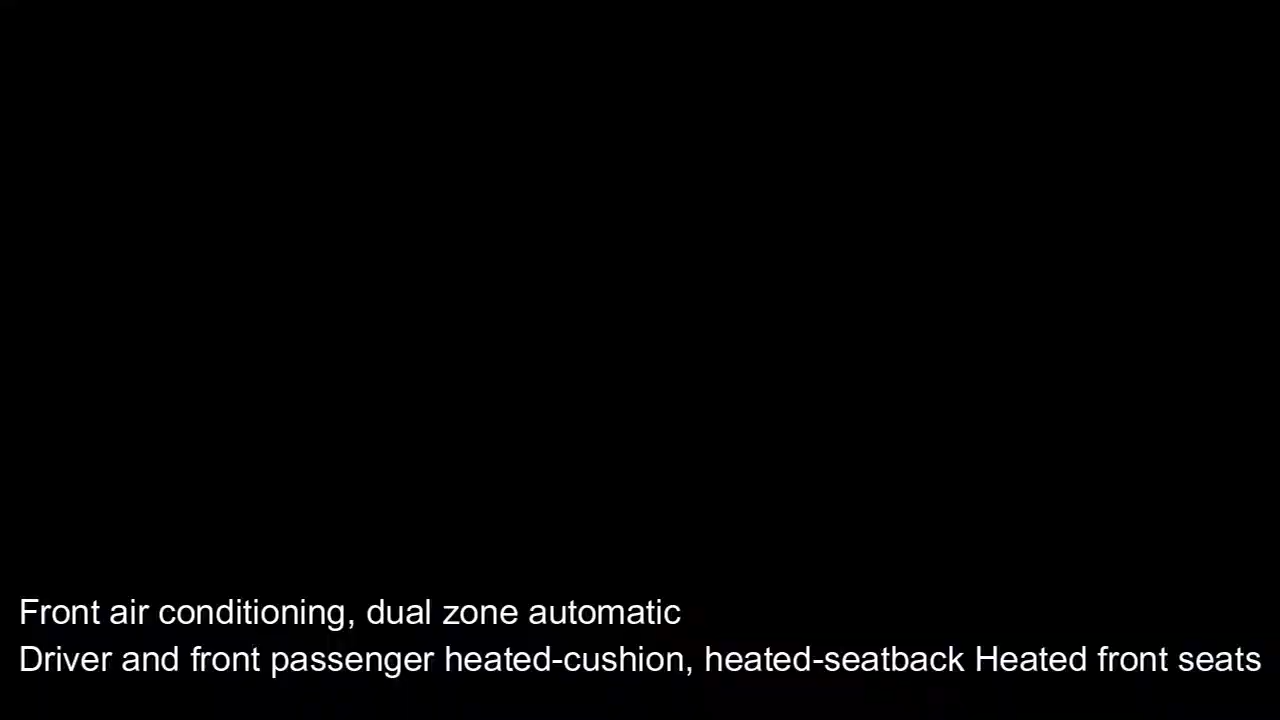 Front air conditioning, dual zone automatic
Driver and front passenger heated-cushion, heated-seatback Heated front seats